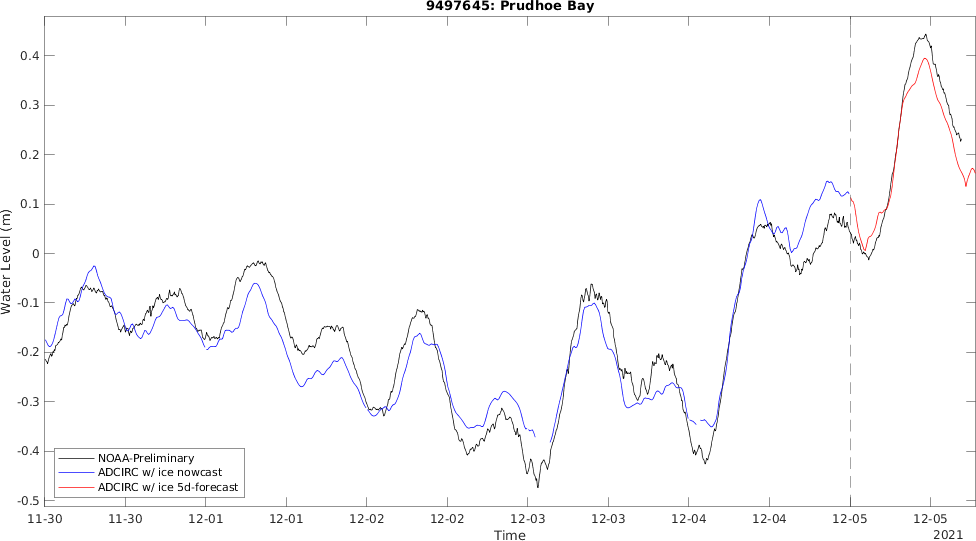 9497645: Prudhoe Bay
Water Level (m)
0.4
0.3
0.2
0.1
0
-0.1
-0.2
-0.3
-0.4
-0.5
NOAA-Preliminary
ADCIRC w/ ice nowcast
ADCIRC w/ ice 5d-forecast
11-30 11-30 12-01 12-01 12-02 12-02 12-03 12-03 12-04 12-04 12-05 12-05
Time
2021